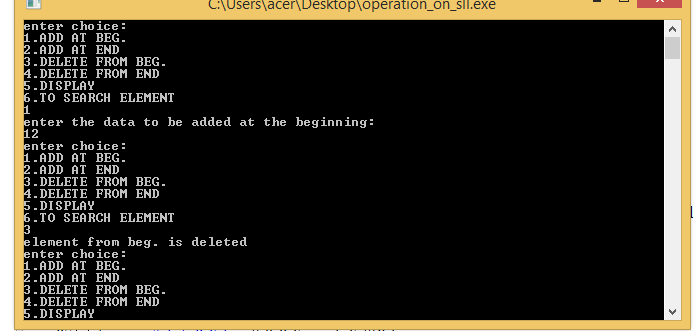 C:\Users\acer\Desktop\operation_on_sll.exe
enter choice:
1.ADD AT BEG.
2.ADD AT END
3.DELETE FROM BEG.
4.DELETE FROM END
5.DISPLAY
6.TO SEARCH ELEMENT
1
enter the data to be added at the beginning:
12
enter choice:
1.ADD AT BEG.
2.ADD AT END
3.DELETE FROM BEG.
4.DELETE FROM END
5.DISPLAY
6.TO SEARCH ELEMENT
3
element from beg. is deleted
enter choice:
1.ADD AT BEG.
2.ADD AT END
3.DELETE FROM BEG.
4.DELETE FROM END
5.DISPLAY